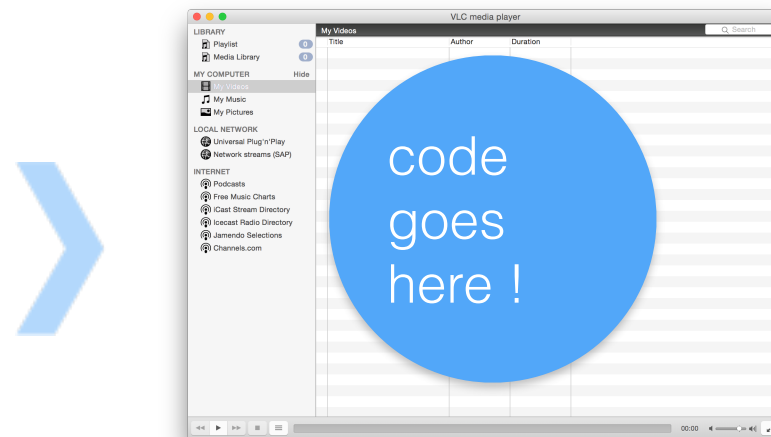 VLC media player
LIBRARY
Playlist 0
Media Library 0
MY COMPUTER Hide
My Videos
My Music
My Pictures
LOCAL NETWORK
Universal Plug'n'Play
Network streams (SAP)
INTERNET
Podcasts
Free Music Charts
iCast Stream Directory
Icecast Radio Directory
Jamendo Selections
Channels.com
My Videos Search
Title Author Duration
code
goes
here !
00:00